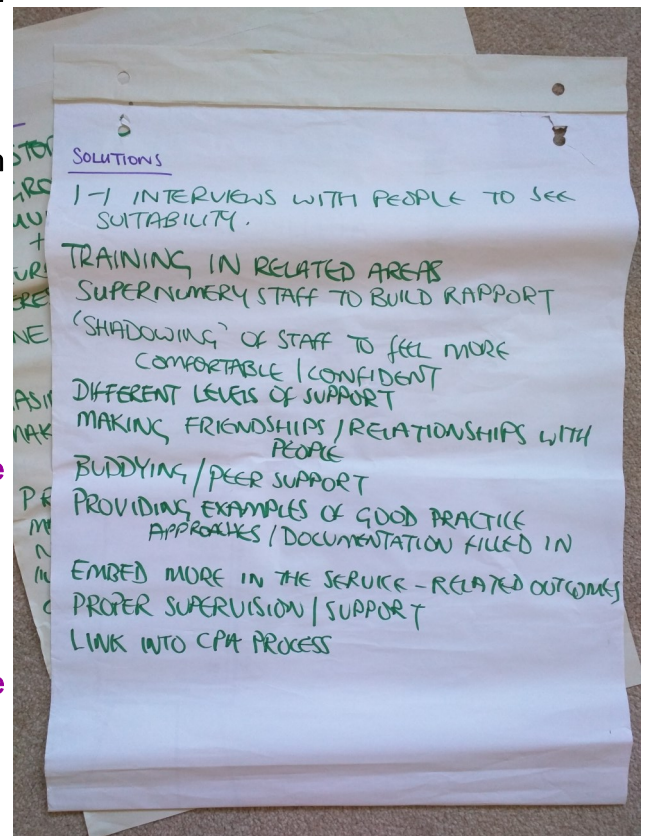 SOLUTIONS
1-1 INTERVIEWS WITH PEOPLE TO SEE
SUITABILITY.
TRAINING IN RELATED AREAS
SUPERNUMERY STAFF TO BUILD RAPPORT
'SHADOWING' OF STAFF TO FEEL MORE
COMFORTABLE / CONFIDENT
DIFFERENT LEVELS OF SUPPORT
MAKING FRIENDSHIPS / RELATIONSHIPS WITH
PEOPLE
BUDDYING / PEER SUPPORT
PROVIDING EXAMPLES OF GOOD PRACTICE
APPROACHES / DOCUMENTATION FILLED IN
EMBED MORE IN THE SERVICE - RELATED OUTCOMES
PROPER SUPERVISION / SUPPORT
LINK INTO CPA PROCESS